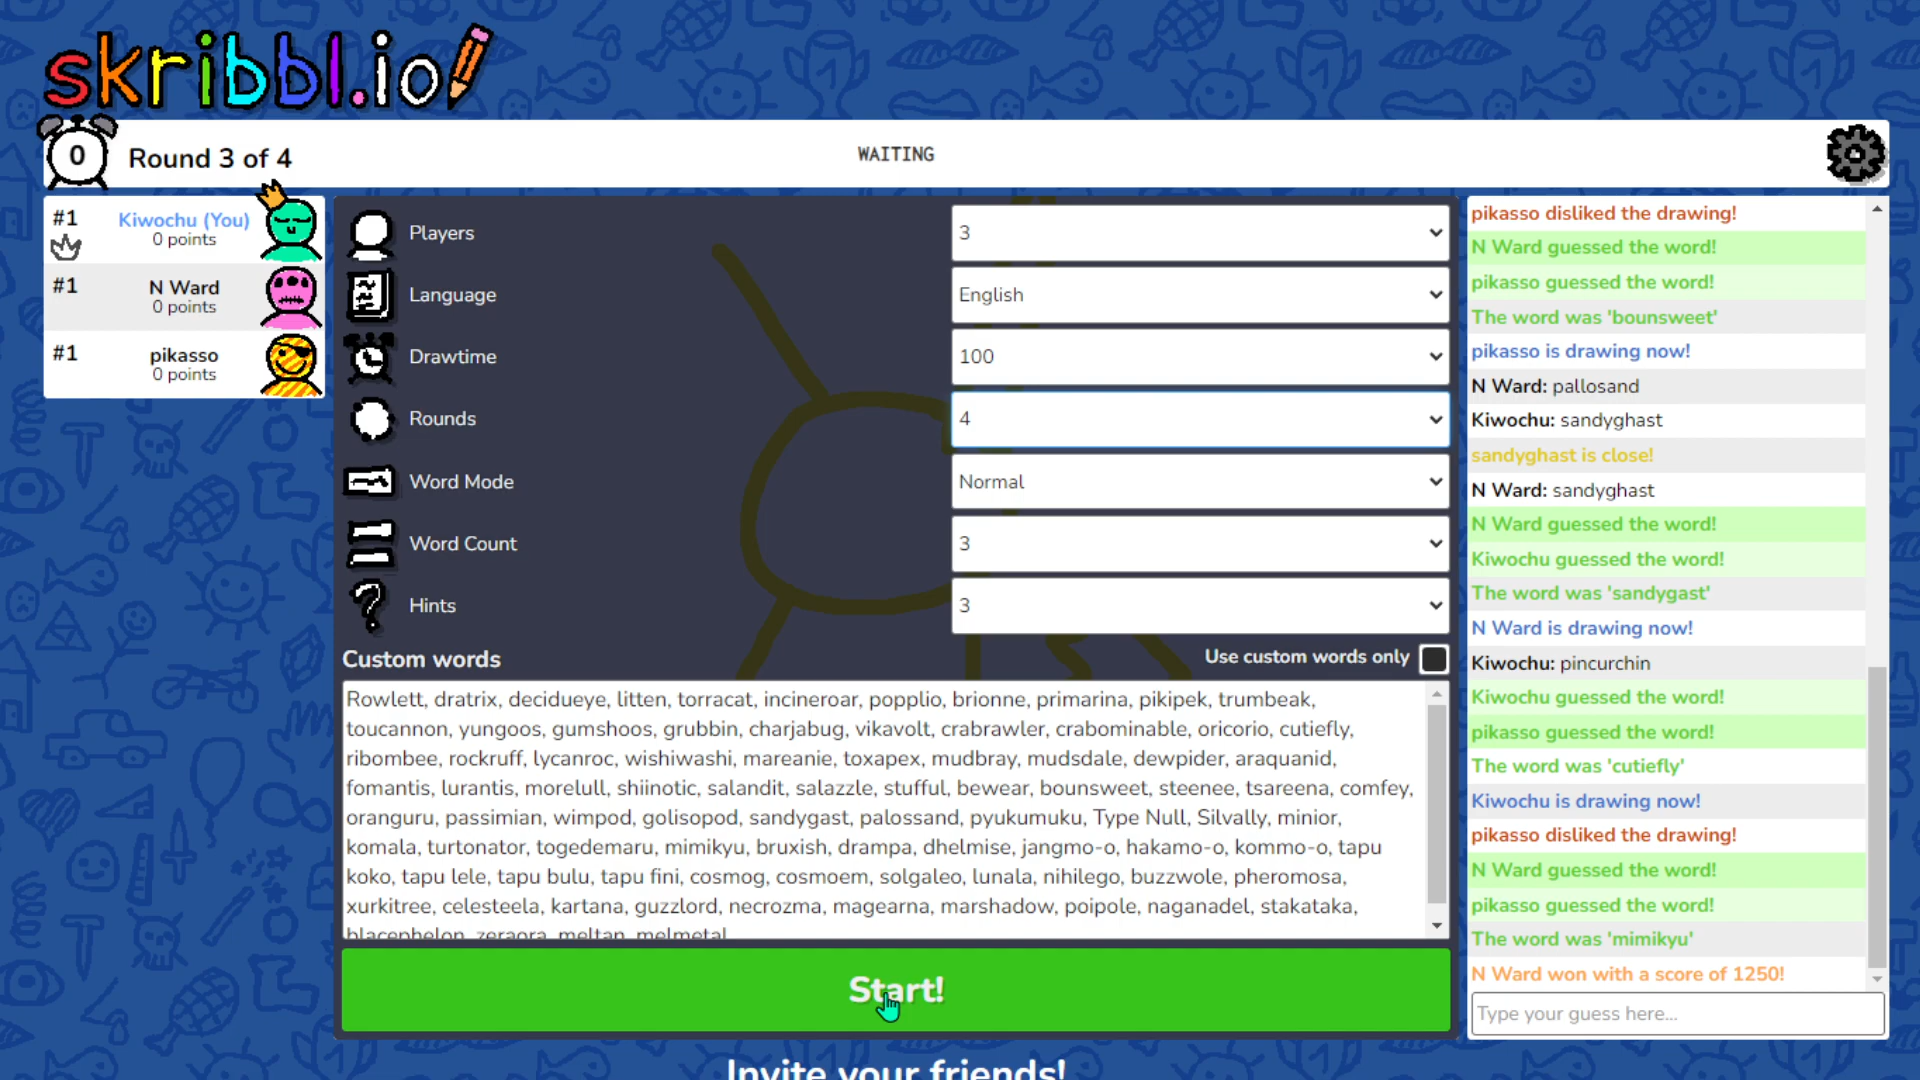 skribbl.io
0
Round 3 of 4
WAITING
#1
Kiwochu (You)
0 points
#1
N Ward
0 points
#1
pikasso
0 points
Players
3
Language
English
Drawtime
100
Rounds
4
Word Mode
Normal
Word Count
3
Hints
3
Custom words
Use custom words only
Rowlett, dratrix, decidueye, litten, torracat, incineroar, popplio, brionne, primarina, pikipek, trumbeak,
toucannon, yungoos, gumshoos, grubbin, charjabug, vikavolt, crabrawler, crabominable, oricorio, cutiefly,
ribombee, rockruff, lycanroc, wishiwashi, mareanie, toxapex, mudbray, mudsdale, dewpider, araquanid,
fomantis, lurantis, morelull, shiinotic, salandit, salazzle, stufful, bewear, bounsweet, steenee, tsareena, comfey,
oranguru, passimian, wimpod, golisopod, sandygast, palossand, pyukumuku, Type Null, Silvally, minior,
komala, turtonator, togedemaru, mimikyu, bruxish, drampa, dhelmise, jangmo-o, hakamo-o, kommo-o, tapu
koko, tapu lele, tapu bulu, tapu fini, cosmog, cosmoem, solgaleo, lunala, nihilego, buzzwole, pheromosa,
xurkitree, celesteela, kartana, guzzlord, necrozma, magearna, marshadow, poipole, naganadel, stakataka,
blacephelon, zeraora, meltan, melmetal
Start!
Invite your friends!
pikasso disliked the drawing!
N Ward guessed the word!
pikasso guessed the word!
The word was 'bounsweet'
pikasso is drawing now!
N Ward: pallosand
Kiwochu: sandyghast
sandyghast is close!
N Ward: sandyghast
N Ward guessed the word!
Kiwochu guessed the word!
The word was 'sandygast'
N Ward is drawing now!
Kiwochu: pincurchin
Kiwochu guessed the word!
pikasso guessed the word!
The word was 'cutiefly'
Kiwochu is drawing now!
pikasso disliked the drawing!
N Ward guessed the word!
pikasso guessed the word!
The word was 'mimikyu'
N Ward won with a score of 1250!
Type your guess here...